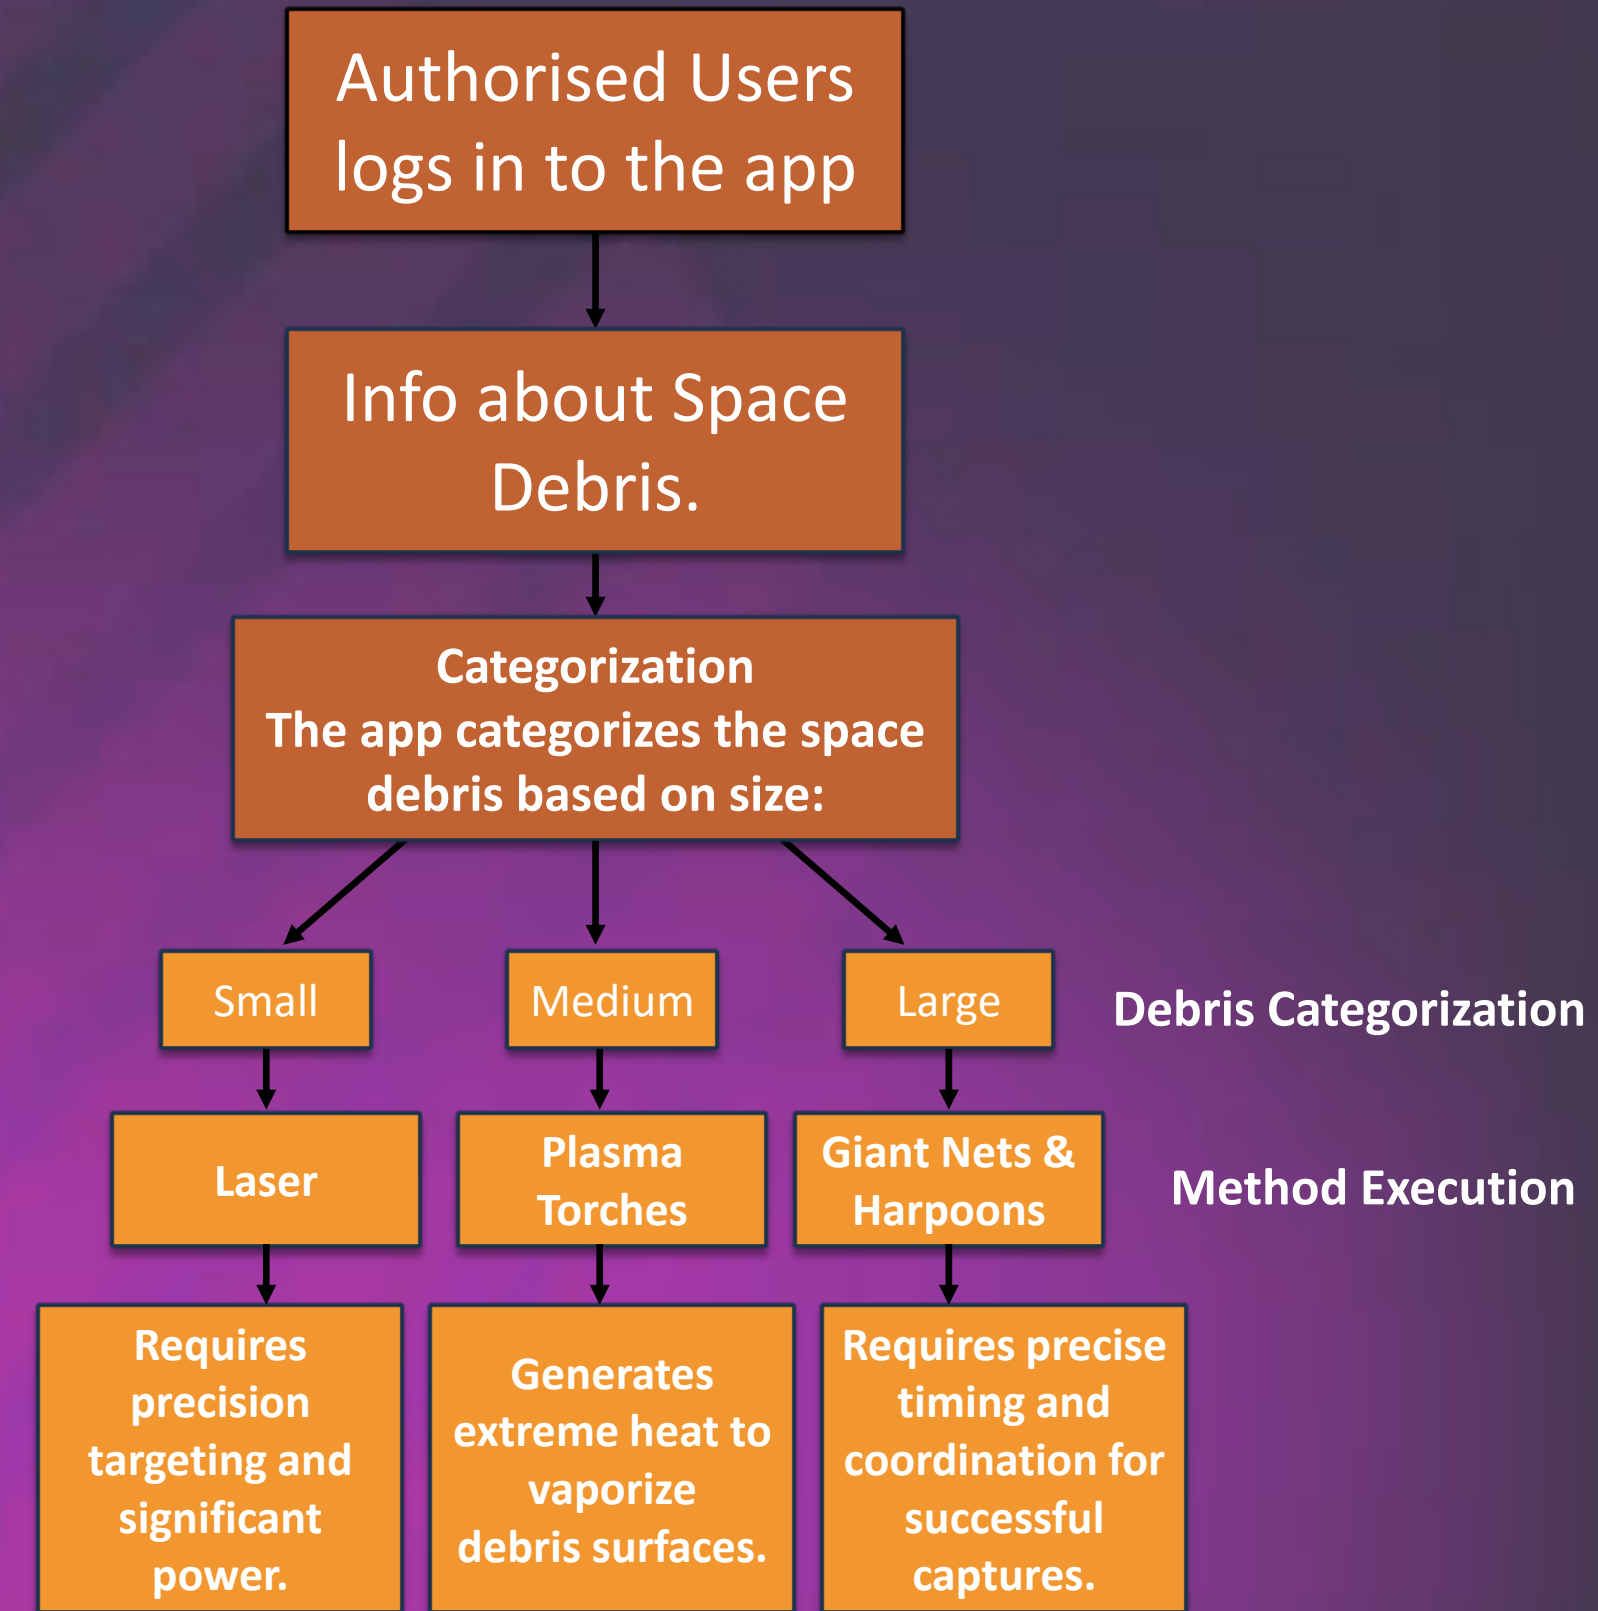 Authorised Users
logs in to the app
Info about Space
Debris.
Categorization
The app categorizes the space
debris based on size:
Small
Medium
Large
Debris Categorization
Laser
Plasma
Torches
Giant Nets &
Harpoons
Method Execution
Requires
precision
targeting and
significant
power.
Generates
extreme heat to
vaporize
debris surfaces.
Requires precise
timing and
coordination for
successful
captures.